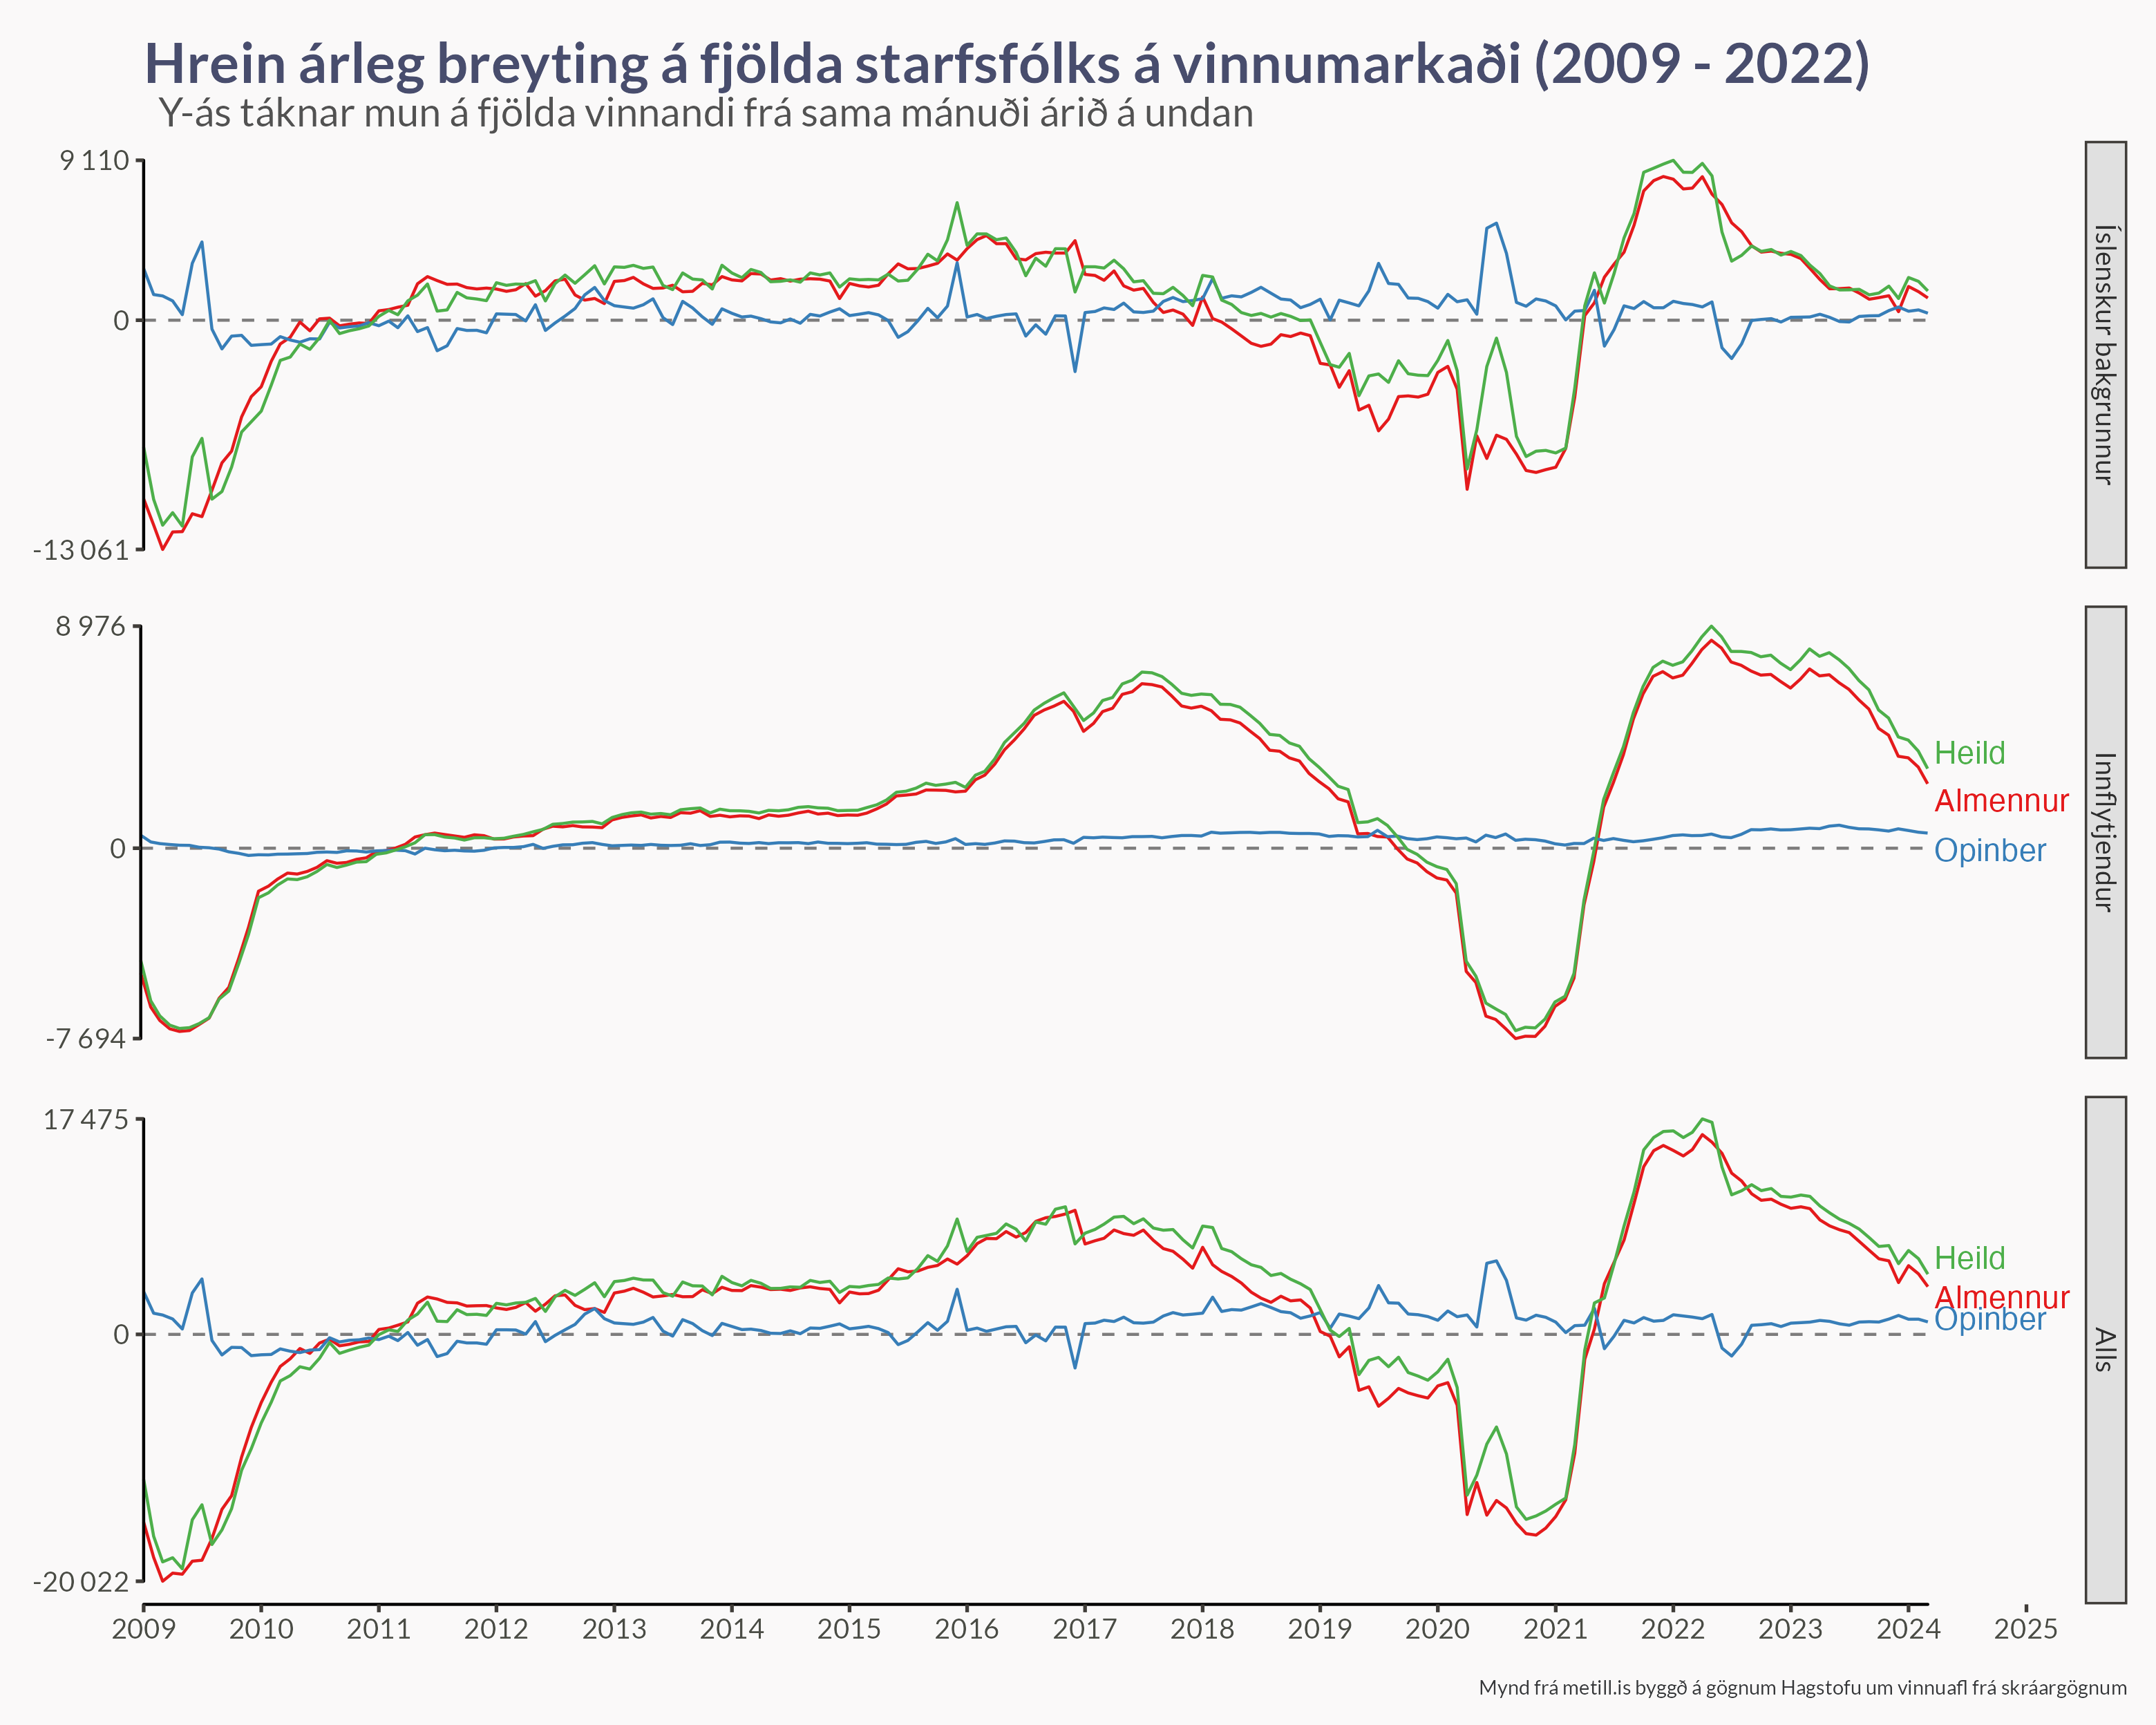 Hrein árleg breyting á fjölda starfsfólks á vinnumarkaði (2009 - 2022)
Y-ás táknar mun á fjölda vinnandi frá sama mánuði árið á undan
9 110
0
-13 061
Íslenskur bakgrunnur
8 976
0
-7 694
Heild
Almennur
Opinber
Innflytjendur
17 475
0
-20 022
Heild
Almennur
Opinber
Alls
2009 2010 2011 2012 2013 2014 2015 2016 2017 2018 2019 2020 2021 2022 2023 2024 2025
Mynd frá metill.is byggð á gögnum Hagstofu um vinnuafl frá skráargögnum